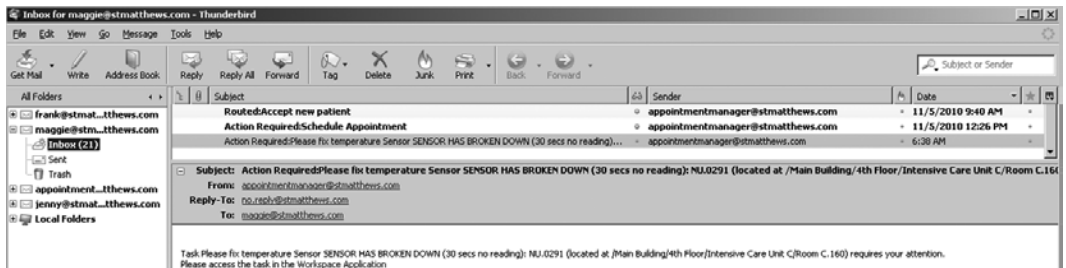 Inbox for maggie@stmatthews.com - Thunderbird
File Edit View Go Message Tools Help
Get Mail Write Address Book Reply Reply All Forward Tag Delete Junk Print Back Forward Subject or Sender
All Folders Subject Sender Date
frank@stmat...tthews.com Routed:Accept new patient appointmentmanager@stmatthews.com 11/5/2010 9:40 AM
maggie@stm...tthews.com Action Required:Schedule Appointment appointmentmanager@stmatthews.com 11/5/2010 12:26 PM
Inbox (21) Action Required:Please fix temperature Sensor SENSOR HAS BROKEN DOWN (30 secs no reading)... appointmentmanager@stmatthews.com 6:38 AM
Sent
Trash
appointment...tthews.com
jenny@stmat...tthews.com
Local Folders
Subject: Action Required:Please fix temperature Sensor SENSOR HAS BROKEN DOWN (30 secs no reading): NU.0291 (located at /Main Building/4th Floor/Intensive Care Unit C/Room C.160
From: appointmentmanager@stmatthews.com
Reply-To: no.reply@stmatthews.com
To: maggie@stmatthews.com
Task Please fix temperature Sensor SENSOR HAS BROKEN DOWN (30 secs no reading): NU.0291 (located at /Main Building/4th Floor/Intensive Care Unit C/Room C.160) requires your attention.
Please access the task in the Workspace Application